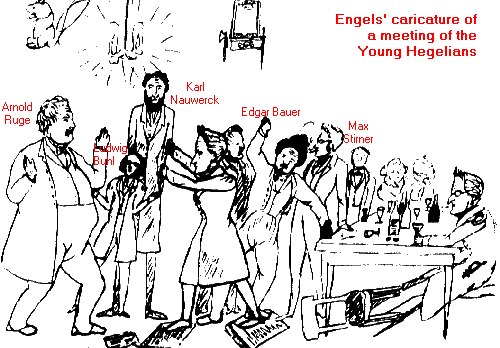 Engels' caricature of
a meeting of the
Young Hegelians
Karl
Nauwerck
Arnold
Ruge
Edgar Bauer
Max
Stirner
Ludwig
Buhl